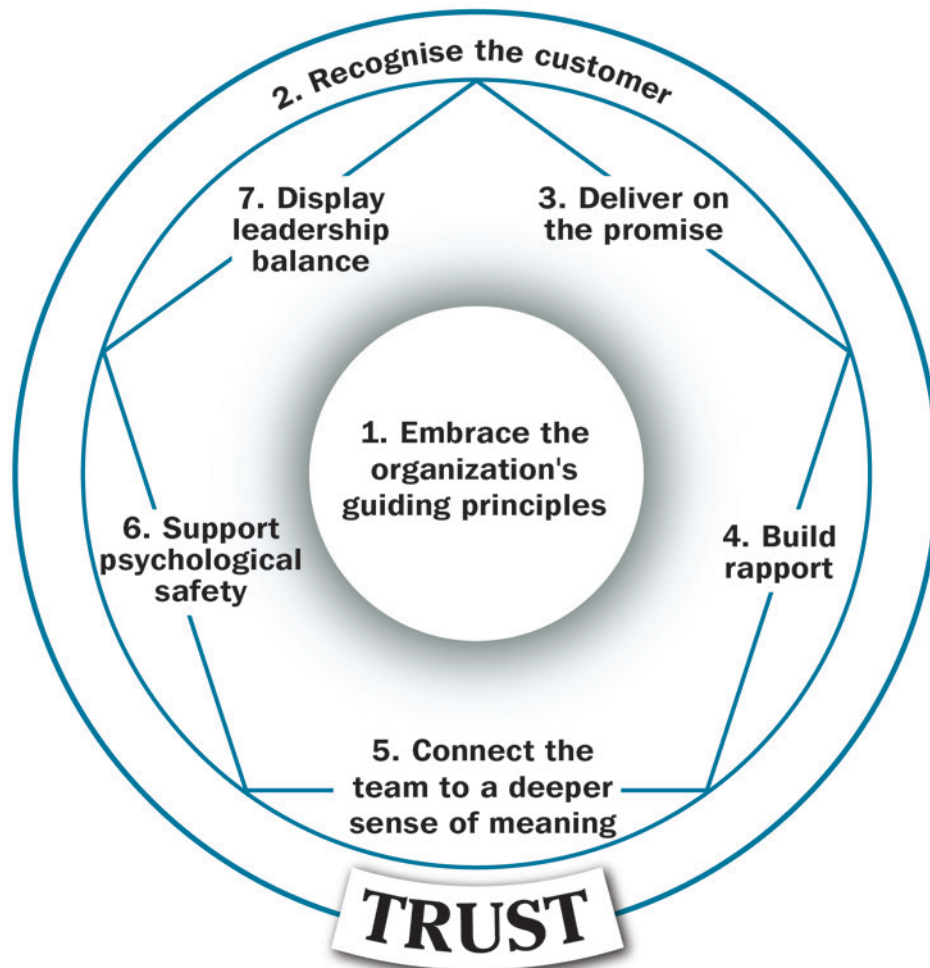 2. Recognise the customer
7. Display
leadership
balance
3. Deliver on
the promise
1. Embrace the
organization's
guiding principles
6. Support
psychological
safety
4. Build
rapport
5. Connect the
team to a deeper
sense of meaning
TRUST